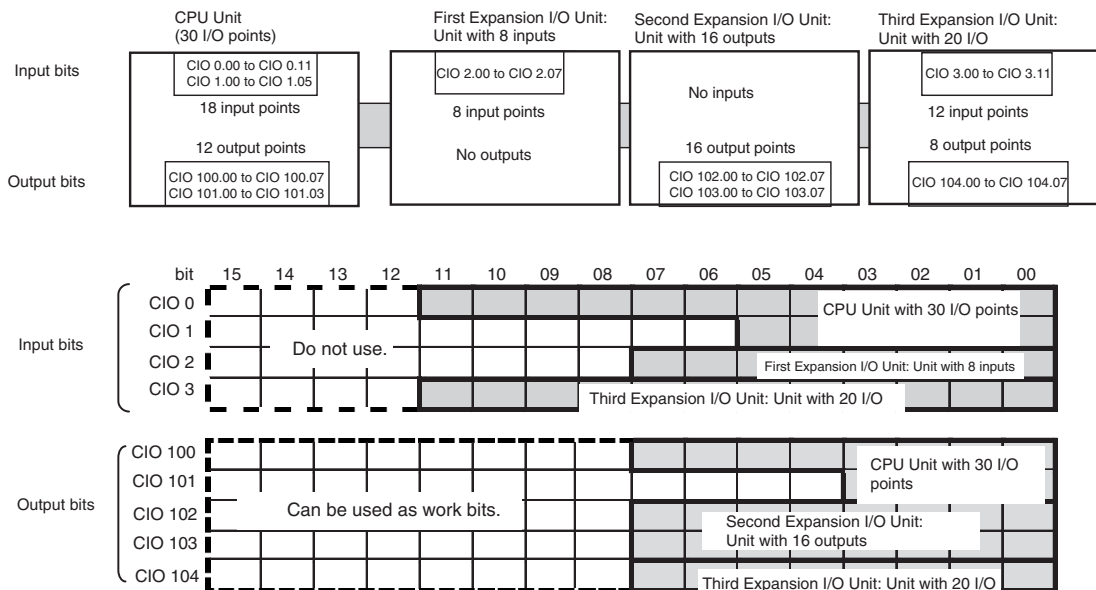 CPU Unit
(30 I/O points)
First Expansion I/O Unit:
Unit with 8 inputs
Second Expansion I/O Unit:
Unit with 16 outputs
Third Expansion I/O Unit:
Unit with 20 I/O
Input bits
CIO 0.00 to CIO 0.11
CIO 1.00 to CIO 1.05
CIO 2.00 to CIO 2.07
No inputs
CIO 3.00 to CIO 3.11
18 input points
8 input points
12 input points
12 output points
No outputs
16 output points
8 output points
Output bits
CIO 100.00 to CIO 100.07
CIO 101.00 to CIO 101.03
CIO 102.00 to CIO 102.07
CIO 103.00 to CIO 103.07
CIO 104.00 to CIO 104.07
bit 15 14 13 12 11 10 09 08 07 06 05 04 03 02 01 00
Input bits
CIO 0
CIO 1
CIO 2
CIO 3
Do not use.
CPU Unit with 30 I/O points
First Expansion I/O Unit: Unit with 8 inputs
Third Expansion I/O Unit: Unit with 20 I/O
Output bits
CIO 100
CIO 101
CIO 102
CIO 103
CIO 104
Can be used as work bits.
CPU Unit with 30 I/O
points
Second Expansion I/O Unit:
Unit with 16 outputs
Third Expansion I/O Unit: Unit with 20 I/O